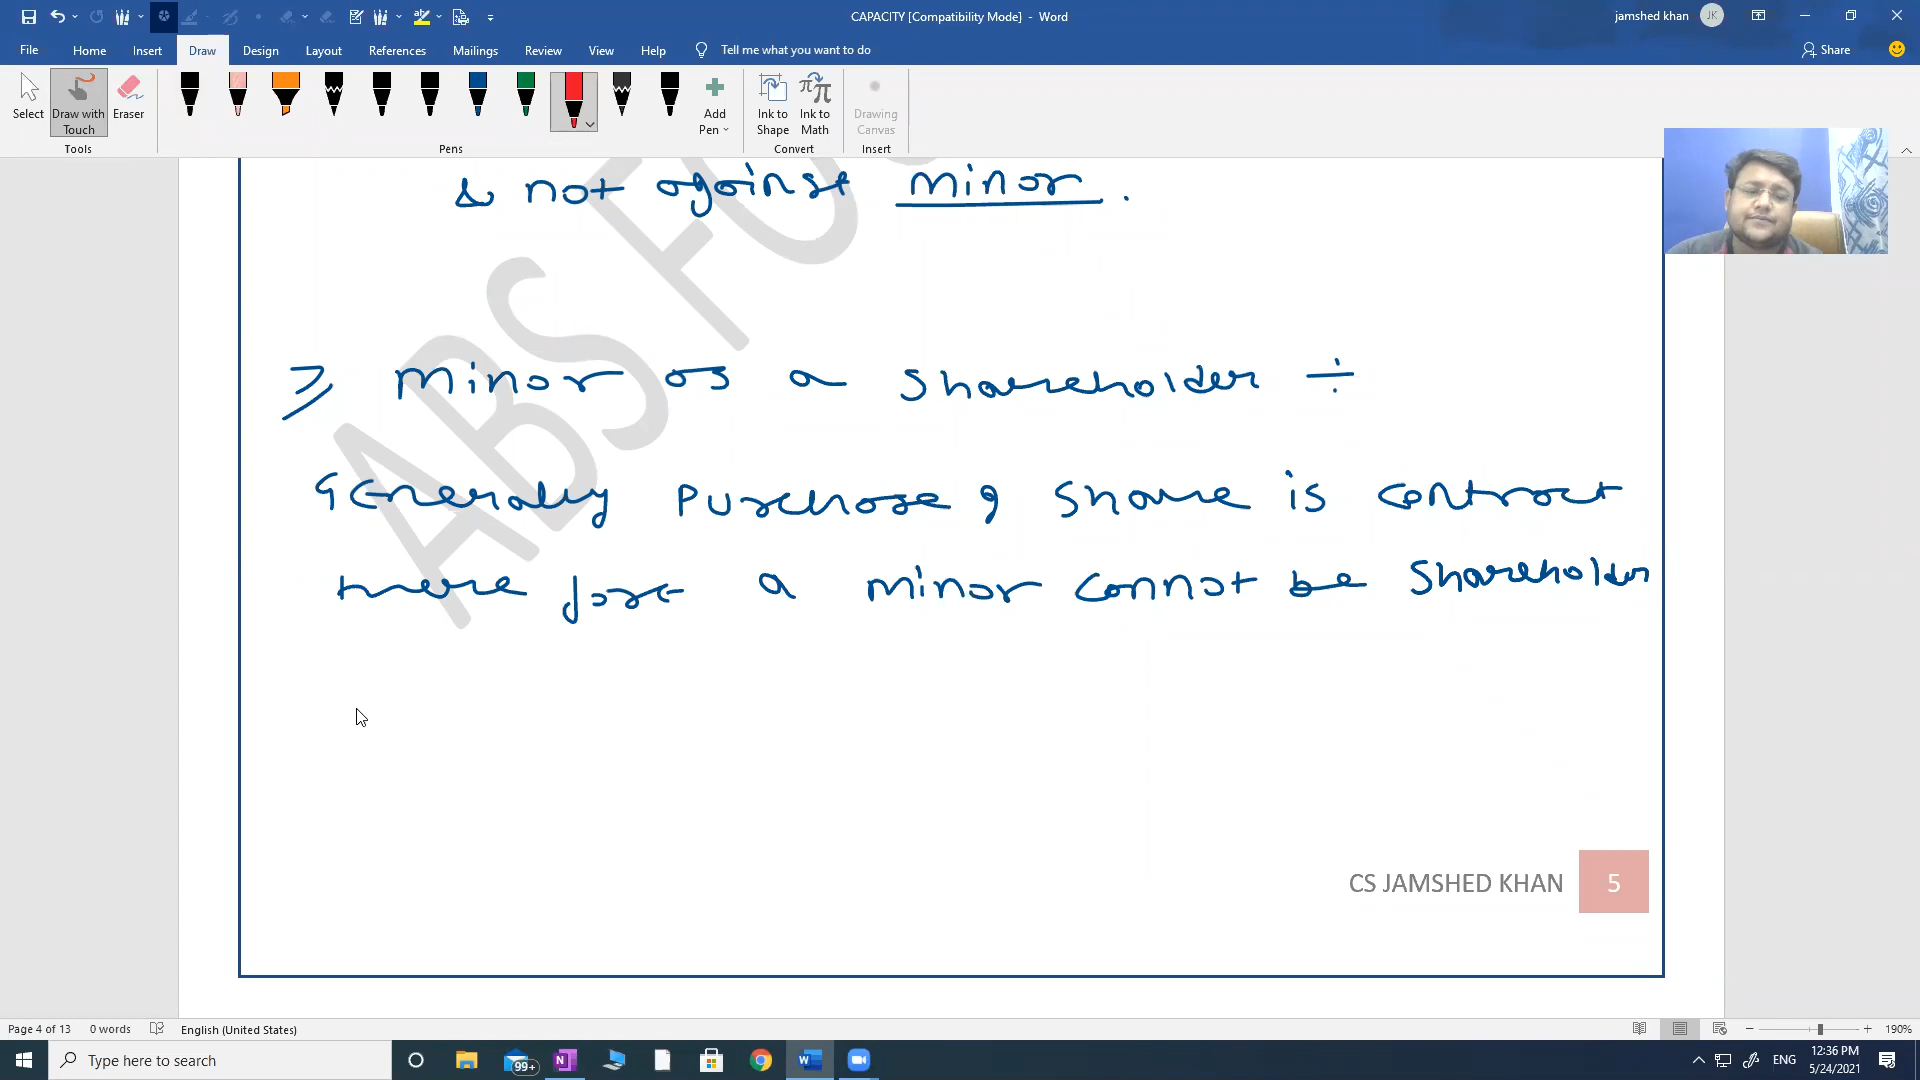 CAPACITY [Compatibility Mode] - Word
jamshed khan JK
File Home Insert Draw Design Layout References Mailings Review View Help Tell me what you want to do Share
Select Draw with Touch Eraser Add Pen Ink to Shape Ink to Math Drawing Canvas
Tools Pens Convert Insert
& not against minor.
ABS FO
⇒ Minor as a shareholder ÷
Generally purchase of share is contract
there fore a minor cannot be shareholder
CS JAMSHED KHAN 5
Page 4 of 13 0 words English (United States) 190%
Type here to search 99+ N W ENG 12:36 PM
5/24/2021